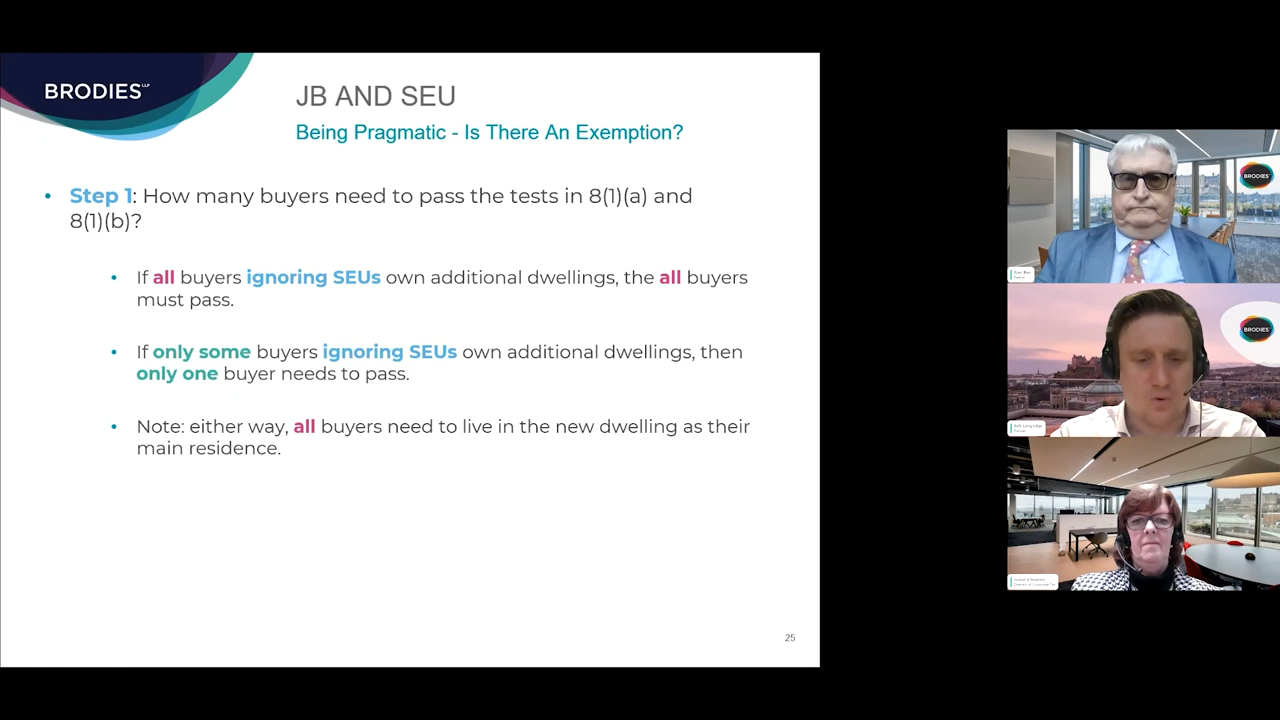 BRODIES LLP
JB AND SEU
Being Pragmatic - Is There An Exemption?
• Step 1: How many buyers need to pass the tests in 8(1)(a) and
8(1)(b)?
• If all buyers ignoring SEUs own additional dwellings, the all buyers
must pass.
• If only some buyers ignoring SEUs own additional dwellings, then
only one buyer needs to pass.
• Note: either way, all buyers need to live in the new dwelling as their
main residence.
25
BRODIES
BRODIES
Partner
Partner